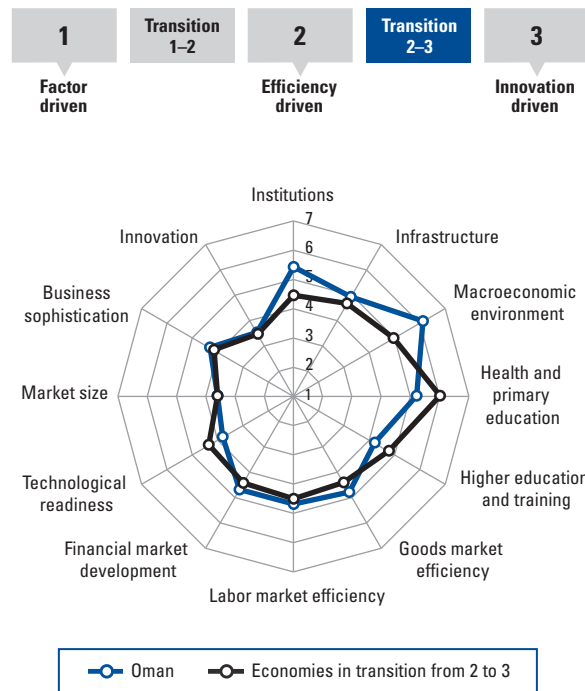 1
Transition
1–2
2
Transition
2–3
3
Factor
driven
Efficiency
driven
Innovation
driven
Institutions
7
6
5
4
3
2
1
Infrastructure
Macroeconomic
environment
Health and
primary
education
Higher education
and training
Goods market
efficiency
Labor market efficiency
Financial market
development
Technological
readiness
Market size
Business
sophistication
Innovation
Oman
Economies in transition from 2 to 3